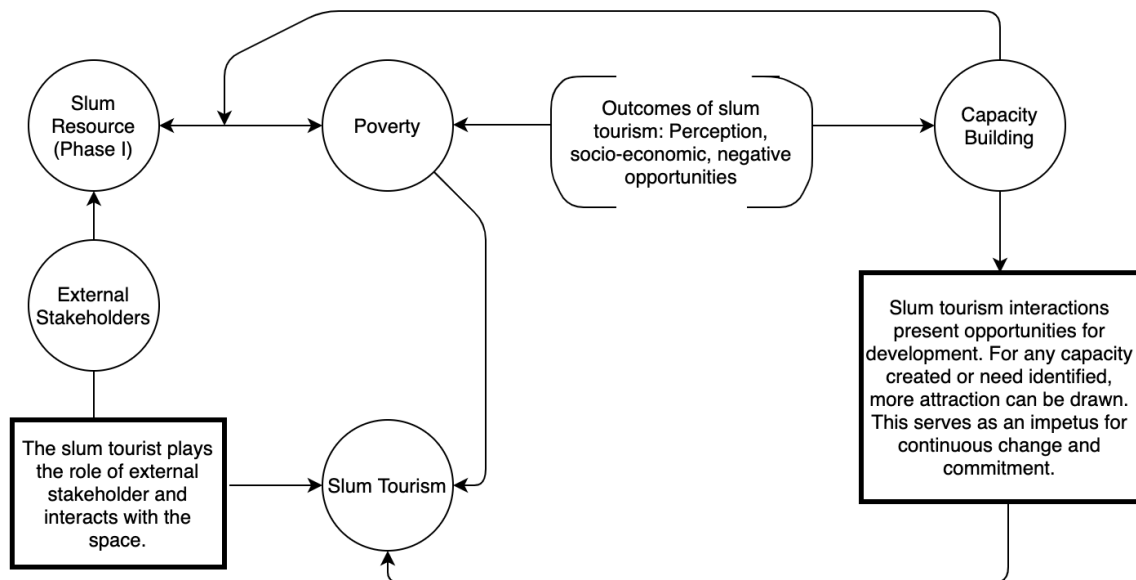 Slum
Resource
(Phase I)
Poverty
Outcomes of slum
tourism: Perception,
socio-economic, negative
opportunities
Capacity
Building
External
Stakeholders
Slum tourism interactions
present opportunities for
development. For any capacity
created or need identified,
more attraction can be drawn.
This serves as an impetus for
continuous change and
commitment.
The slum tourist plays
the role of external
stakeholder and
interacts with the
space.
Slum Tourism